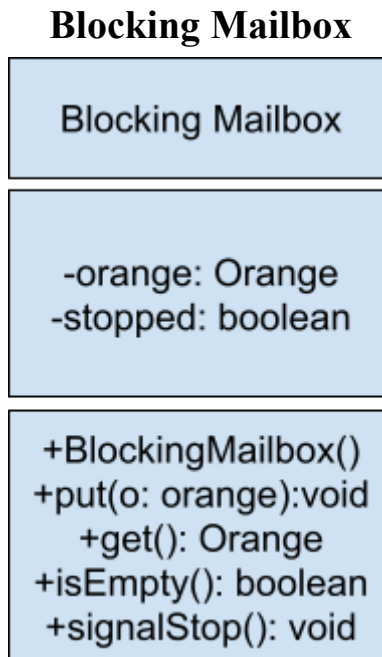 Blocking Mailbox
Blocking Mailbox
-orange: Orange
-stopped: boolean
+BlockingMailbox()
+put(o: orange):void
+get(): Orange
+isEmpty(): boolean
+signalStop(): void